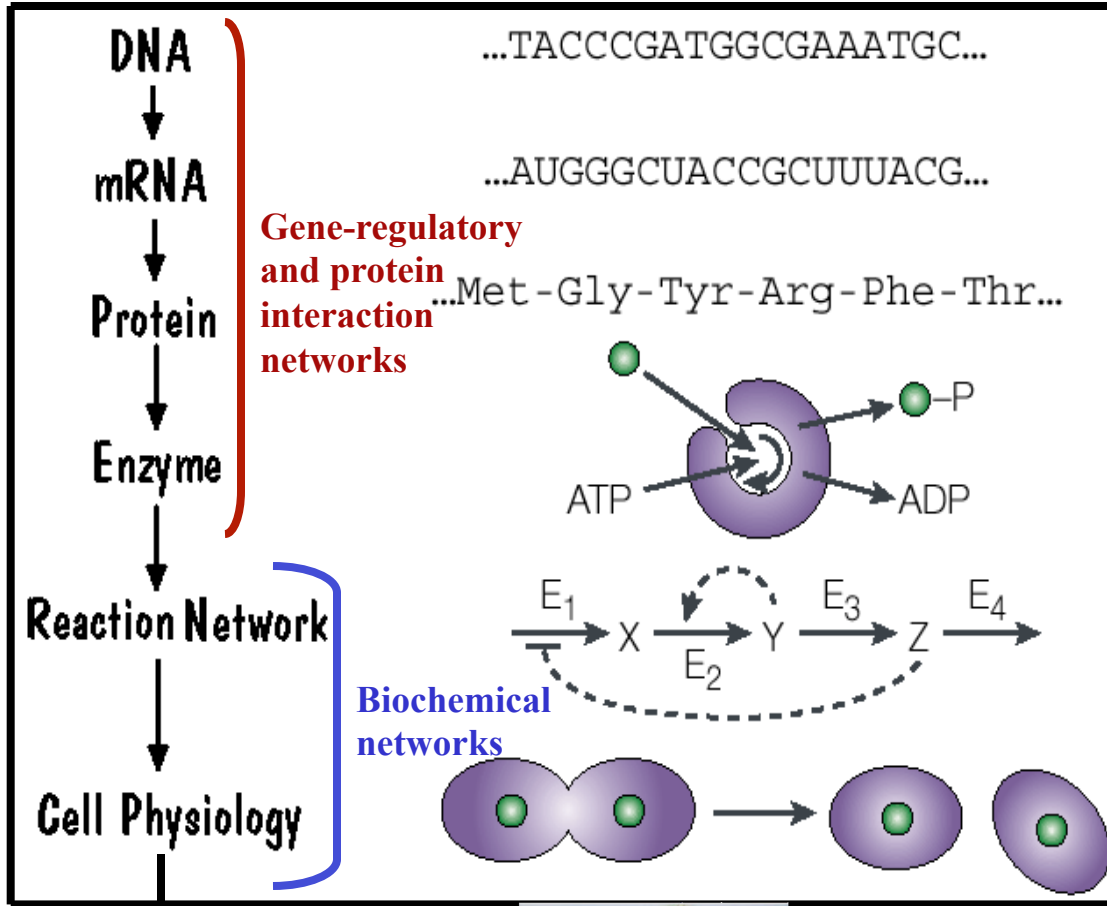 DNA
…TACCCGATGGCGAAATGC…
mRNA
…AUGGGCUACCGCUUUACG…
Gene-regulatory
and protein
interaction
networks
Protein
…Met-Gly-Tyr-Arg-Phe-Thr…
–P
Enzyme
ATP
ADP
Reaction Network
E₁
X
E₂
Y
E₃
Z
E₄
Biochemical
networks
Cell Physiology